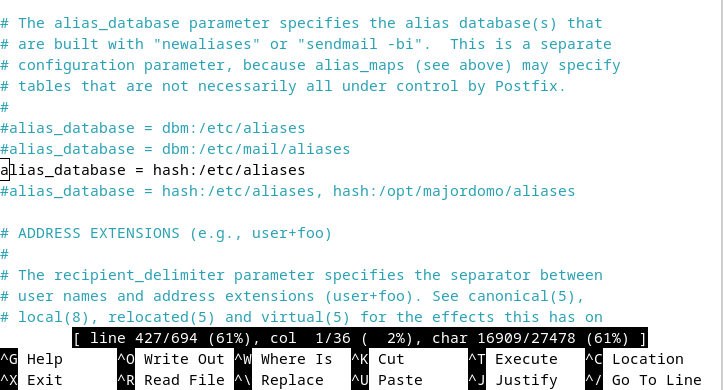 # The alias_database parameter specifies the alias database(s) that
# are built with "newaliases" or "sendmail -bi".  This is a separate
# configuration parameter, because alias_maps (see above) may specify
# tables that are not necessarily all under control by Postfix.
#
#alias_database = dbm:/etc/aliases
#alias_database = dbm:/etc/mail/aliases
alias_database = hash:/etc/aliases
#alias_database = hash:/etc/aliases, hash:/opt/majordomo/aliases

# ADDRESS EXTENSIONS (e.g., user+foo)
#
# The recipient_delimiter parameter specifies the separator between
# user names and address extensions (user+foo). See canonical(5),
# local(8), relocated(5) and virtual(5) for the effects this has on
[ line 427/694 (61%), col  1/36 (  2%), char 16909/27478 (61%) ]
^G Help ^O Write Out ^W Where Is ^K Cut ^T Execute ^C Location
^X Exit ^R Read File ^\ Replace ^U Paste ^J Justify ^/ Go To Line